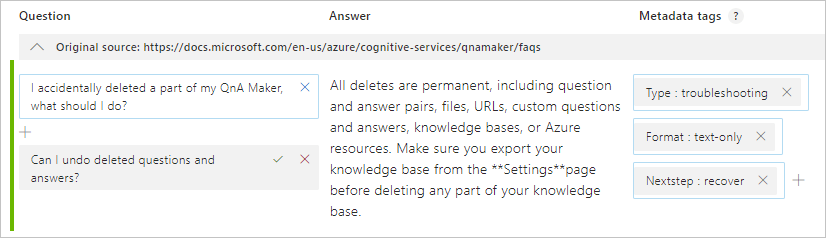 Question Answer Metadata tags ?
Original source: https://docs.microsoft.com/en-us/azure/cognitive-services/qnamaker/faqs
I accidentally deleted a part of my QnA Maker,
what should I do?
Can I undo deleted questions and
answers?
All deletes are permanent, including question
and answer pairs, files, URLs, custom questions
and answers, knowledge bases, or Azure
resources. Make sure you export your
knowledge base from the **Settings**page
before deleting any part of your knowledge
base.
Type : troubleshooting
Format : text-only
Nextstep : recover